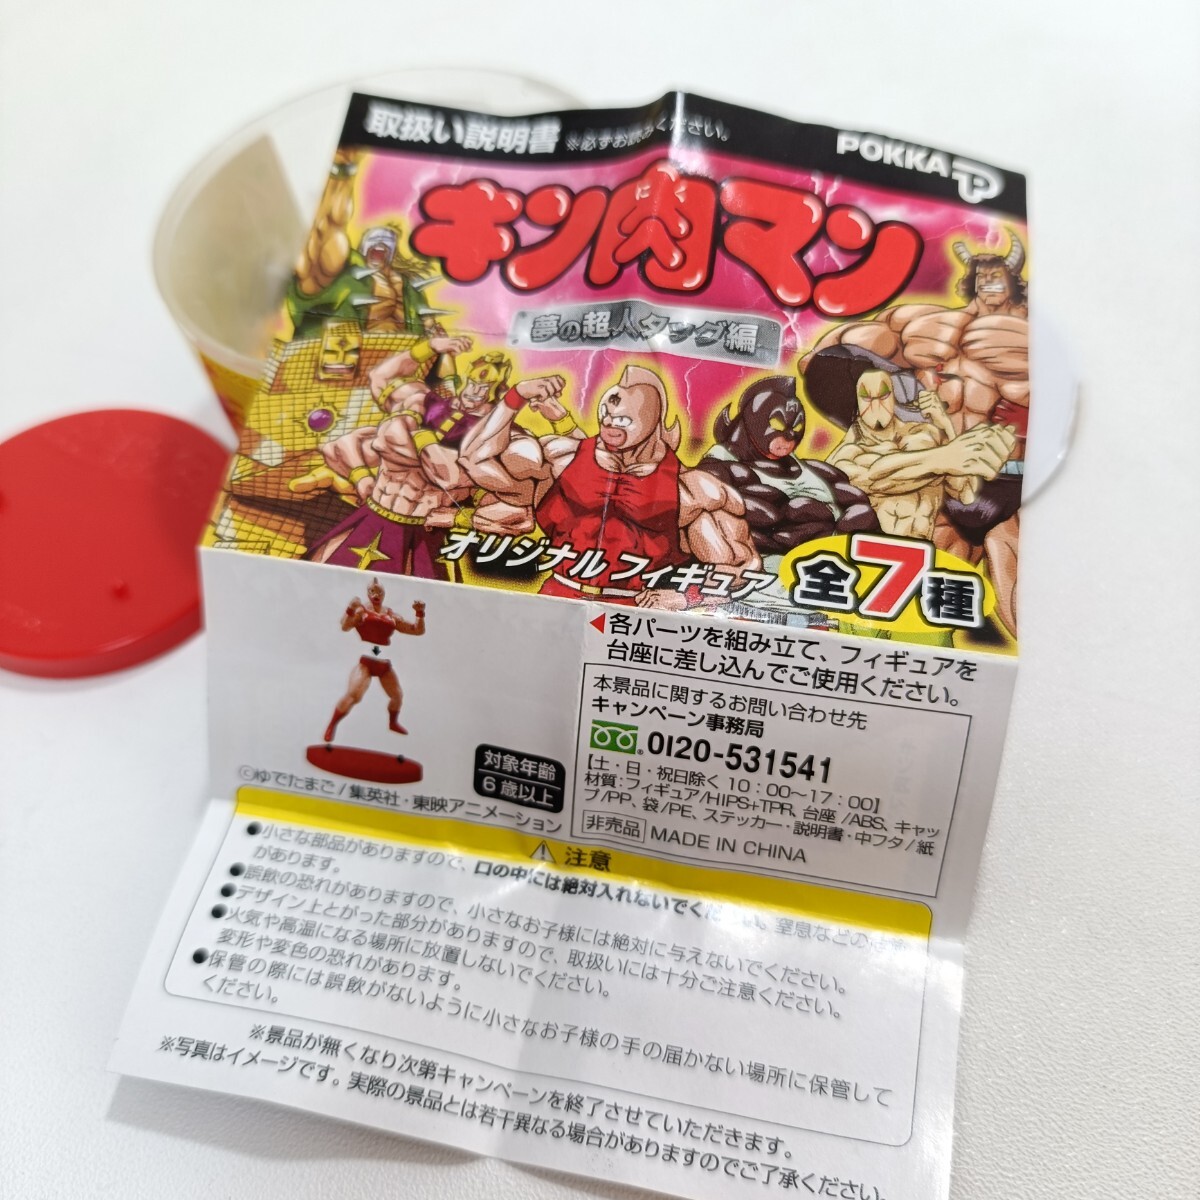 取扱い説明書 ※必ずお読みください。
POKKA
キン肉マン
にく
夢の超人タッグ編
オリジナルフィギュア 全7種
各パーツを組み立て、フィギュアを
台座に差し込んでご使用ください。
本景品に関するお問い合わせ先
キャンペーン事務局
0120-531541
【土・日・祝日除く 10:00〜17:00】
材質:フィギュア/HIPS+TPR、台座/ABS、キャッ
プ/PP、袋/PE、ステッカー・説明書・中フタ/紙
非売品 MADE IN CHINA
対象年齢
6歳以上
©ゆでたまご/集英社・東映アニメーション
注意
●小さな部品がありますので、口の中には絶対入れないでください。窒息などの
があります。
●誤飲の恐れがありますので、小さなお子様には絶対に与えないでください。
●デザイン上とがった部分がありますので、取扱いには十分ご注意ください。
●火気や高温になる場所に放置しないでください。
変形や変色の恐れがあります。
●保管の際には誤飲がないように小さなお子様の手の届かない場所に保管して
ください。
※景品が無くなり次第キャンペーンを終了させていただきます。
※写真はイメージです。実際の景品とは若干異なる場合がありますのでご了承ください。